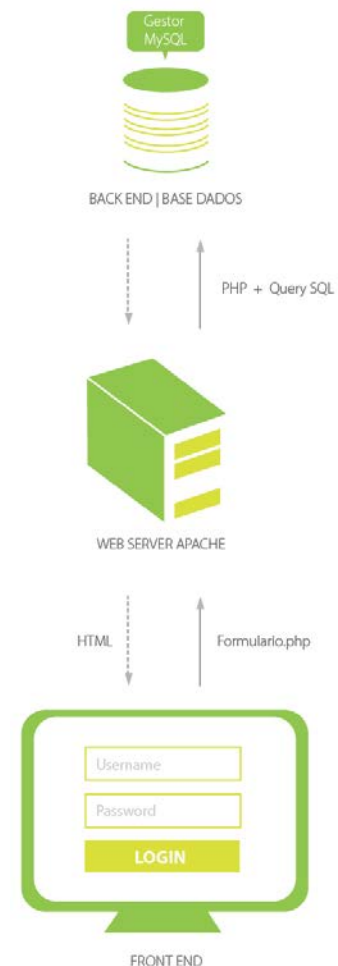 Gestor
MySQL
BACK END | BASE DADOS
PHP + Query SQL
WEB SERVER APACHE
HTML
Formulario.php
Username
Password
LOGIN
FRONT END